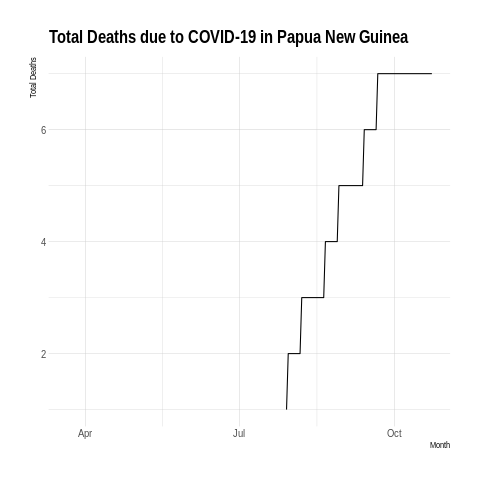 Total Deaths due to COVID-19 in Papua New Guinea
Total Deaths
6
4
2
Apr Jul Oct
Month